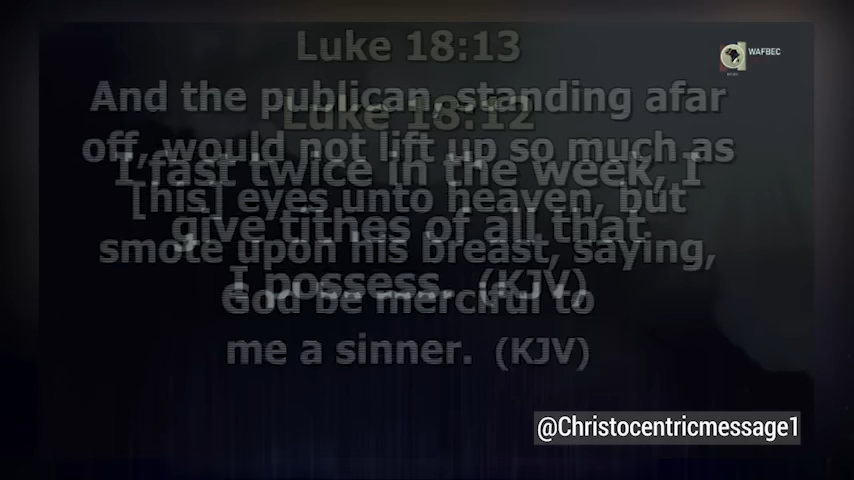 WAFBEC
Luke 18:13
And the publican, standing afar
off, would not lift up so much as
[his] eyes unto heaven, but
smote upon his breast, saying,
God be merciful to
me a sinner. (KJV)
Luke 18:12
I fast twice in the week, I
give tithes of all that
I possess. (KJV)
@Christocentricmessage1